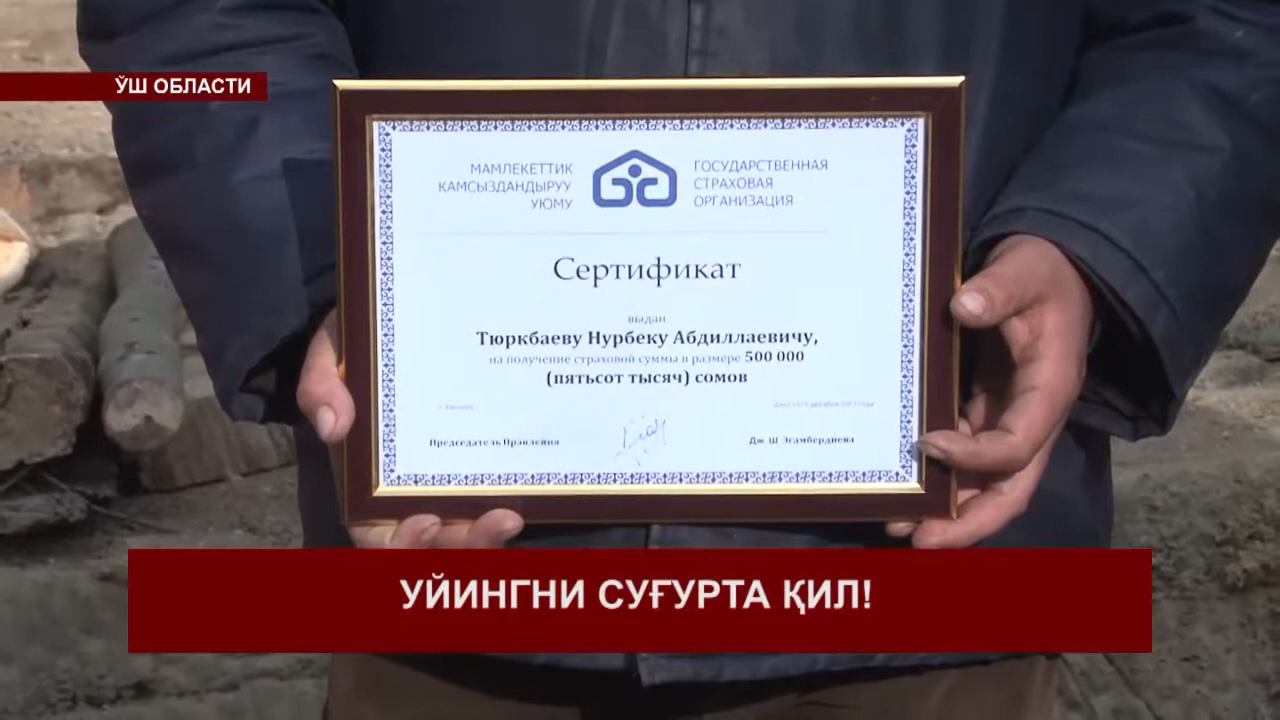 ЎШ ОБЛАСТИ
МАМЛЕКЕТТИК
КАМСЫЗДАНДЫРУУ
УЮМУ
ГОСУДАРСТВЕННАЯ
СТРАХОВАЯ
ОРГАНИЗАЦИЯ
Сертификат
выдан
Тюркбаеву Нурбеку Абдиллаевичу,
на получение страховой суммы в размере 500 000
(пятьсот тысяч) сомов
Председатель Правления
Дж. Ш. Эгамбердиева
УЙИНГНИ СУҒУРТА ҚИЛ!